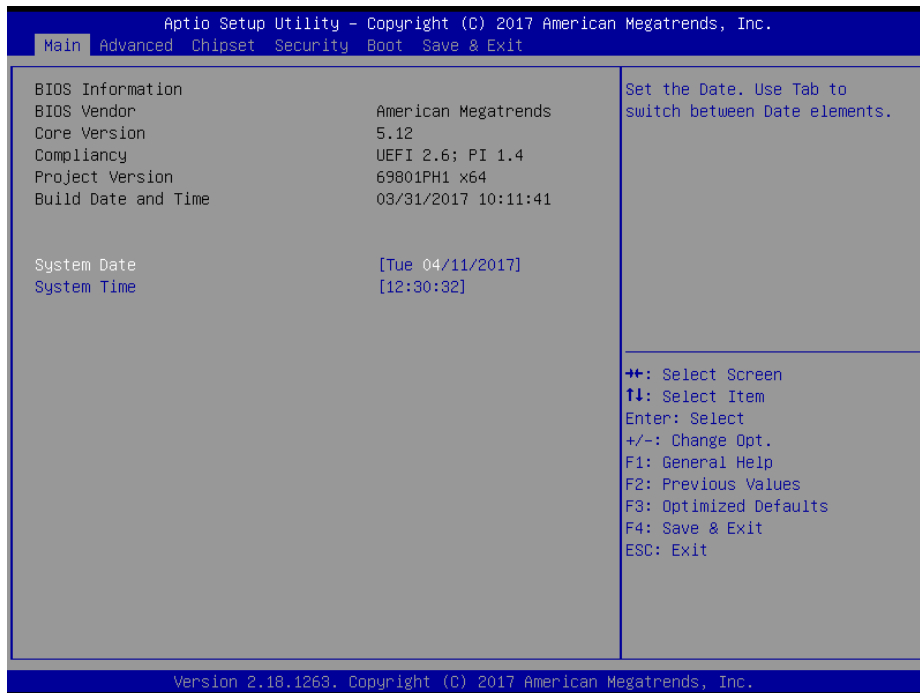 Aptio Setup Utility – Copyright (C) 2017 American Megatrends, Inc.
Main Advanced Chipset Security Boot Save & Exit
BIOS Information
BIOS Vendor American Megatrends
Core Version 5.12
Compliancy UEFI 2.6; PI 1.4
Project Version 69801PH1 x64
Build Date and Time 03/31/2017 10:11:41
System Date [Tue 04/11/2017]
System Time [12:30:32]
Set the Date. Use Tab to
switch between Date elements.
→←: Select Screen
↑↓: Select Item
Enter: Select
+/-: Change Opt.
F1: General Help
F2: Previous Values
F3: Optimized Defaults
F4: Save & Exit
ESC: Exit
Version 2.18.1263. Copyright (C) 2017 American Megatrends, Inc.